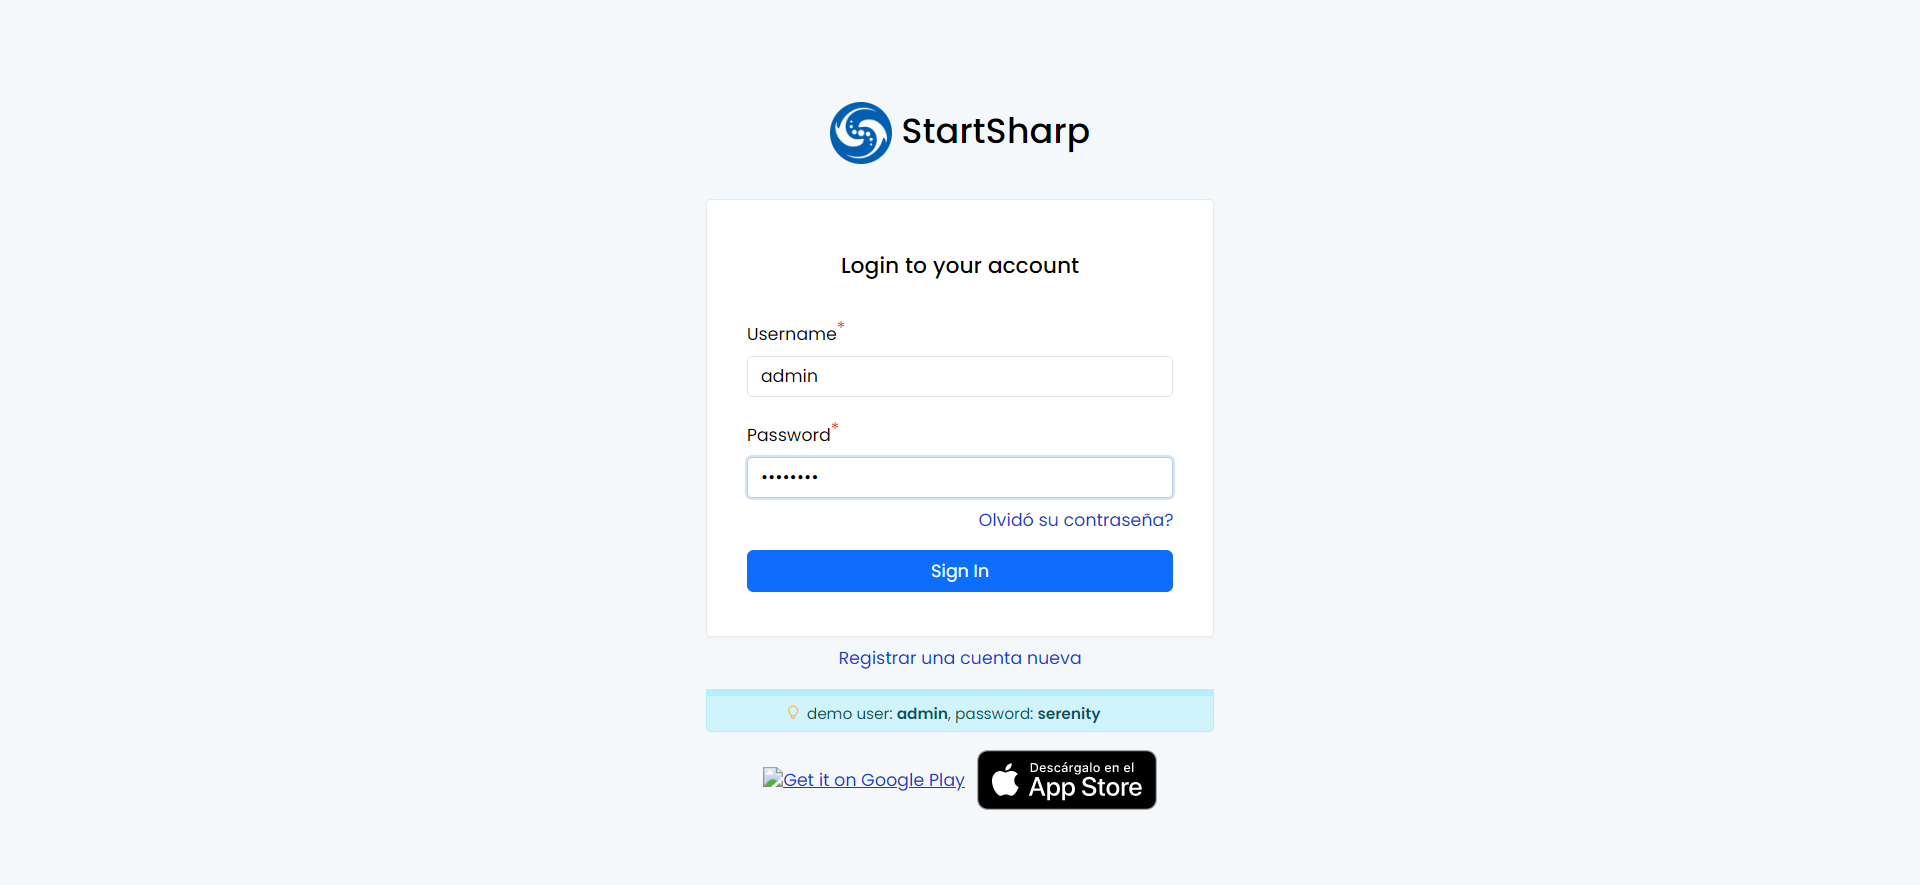 StartSharp
Login to your account
Username*
admin
Password*
••••••••
Olvidó su contraseña?
Sign In
Registrar una cuenta nueva
demo user: admin, password: serenity
Get it on Google Play
Descárgalo en el
App Store